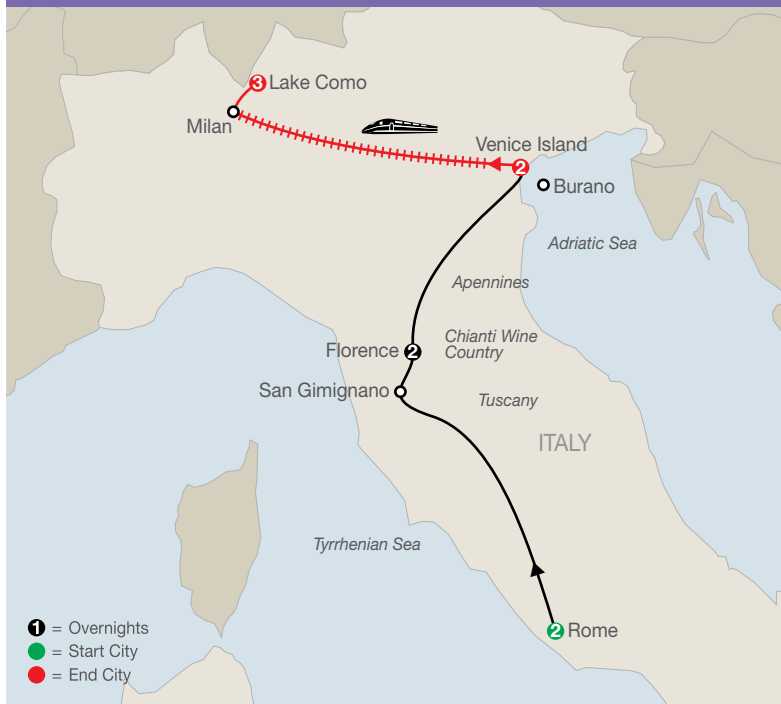 3 Lake Como
Milan
Venice Island
2
Burano
Adriatic Sea
Apennines
Florence 2
Chianti Wine
Country
San Gimignano
Tuscany
ITALY
Tyrrhenian Sea
2 Rome
1 = Overnights
= Start City
= End City